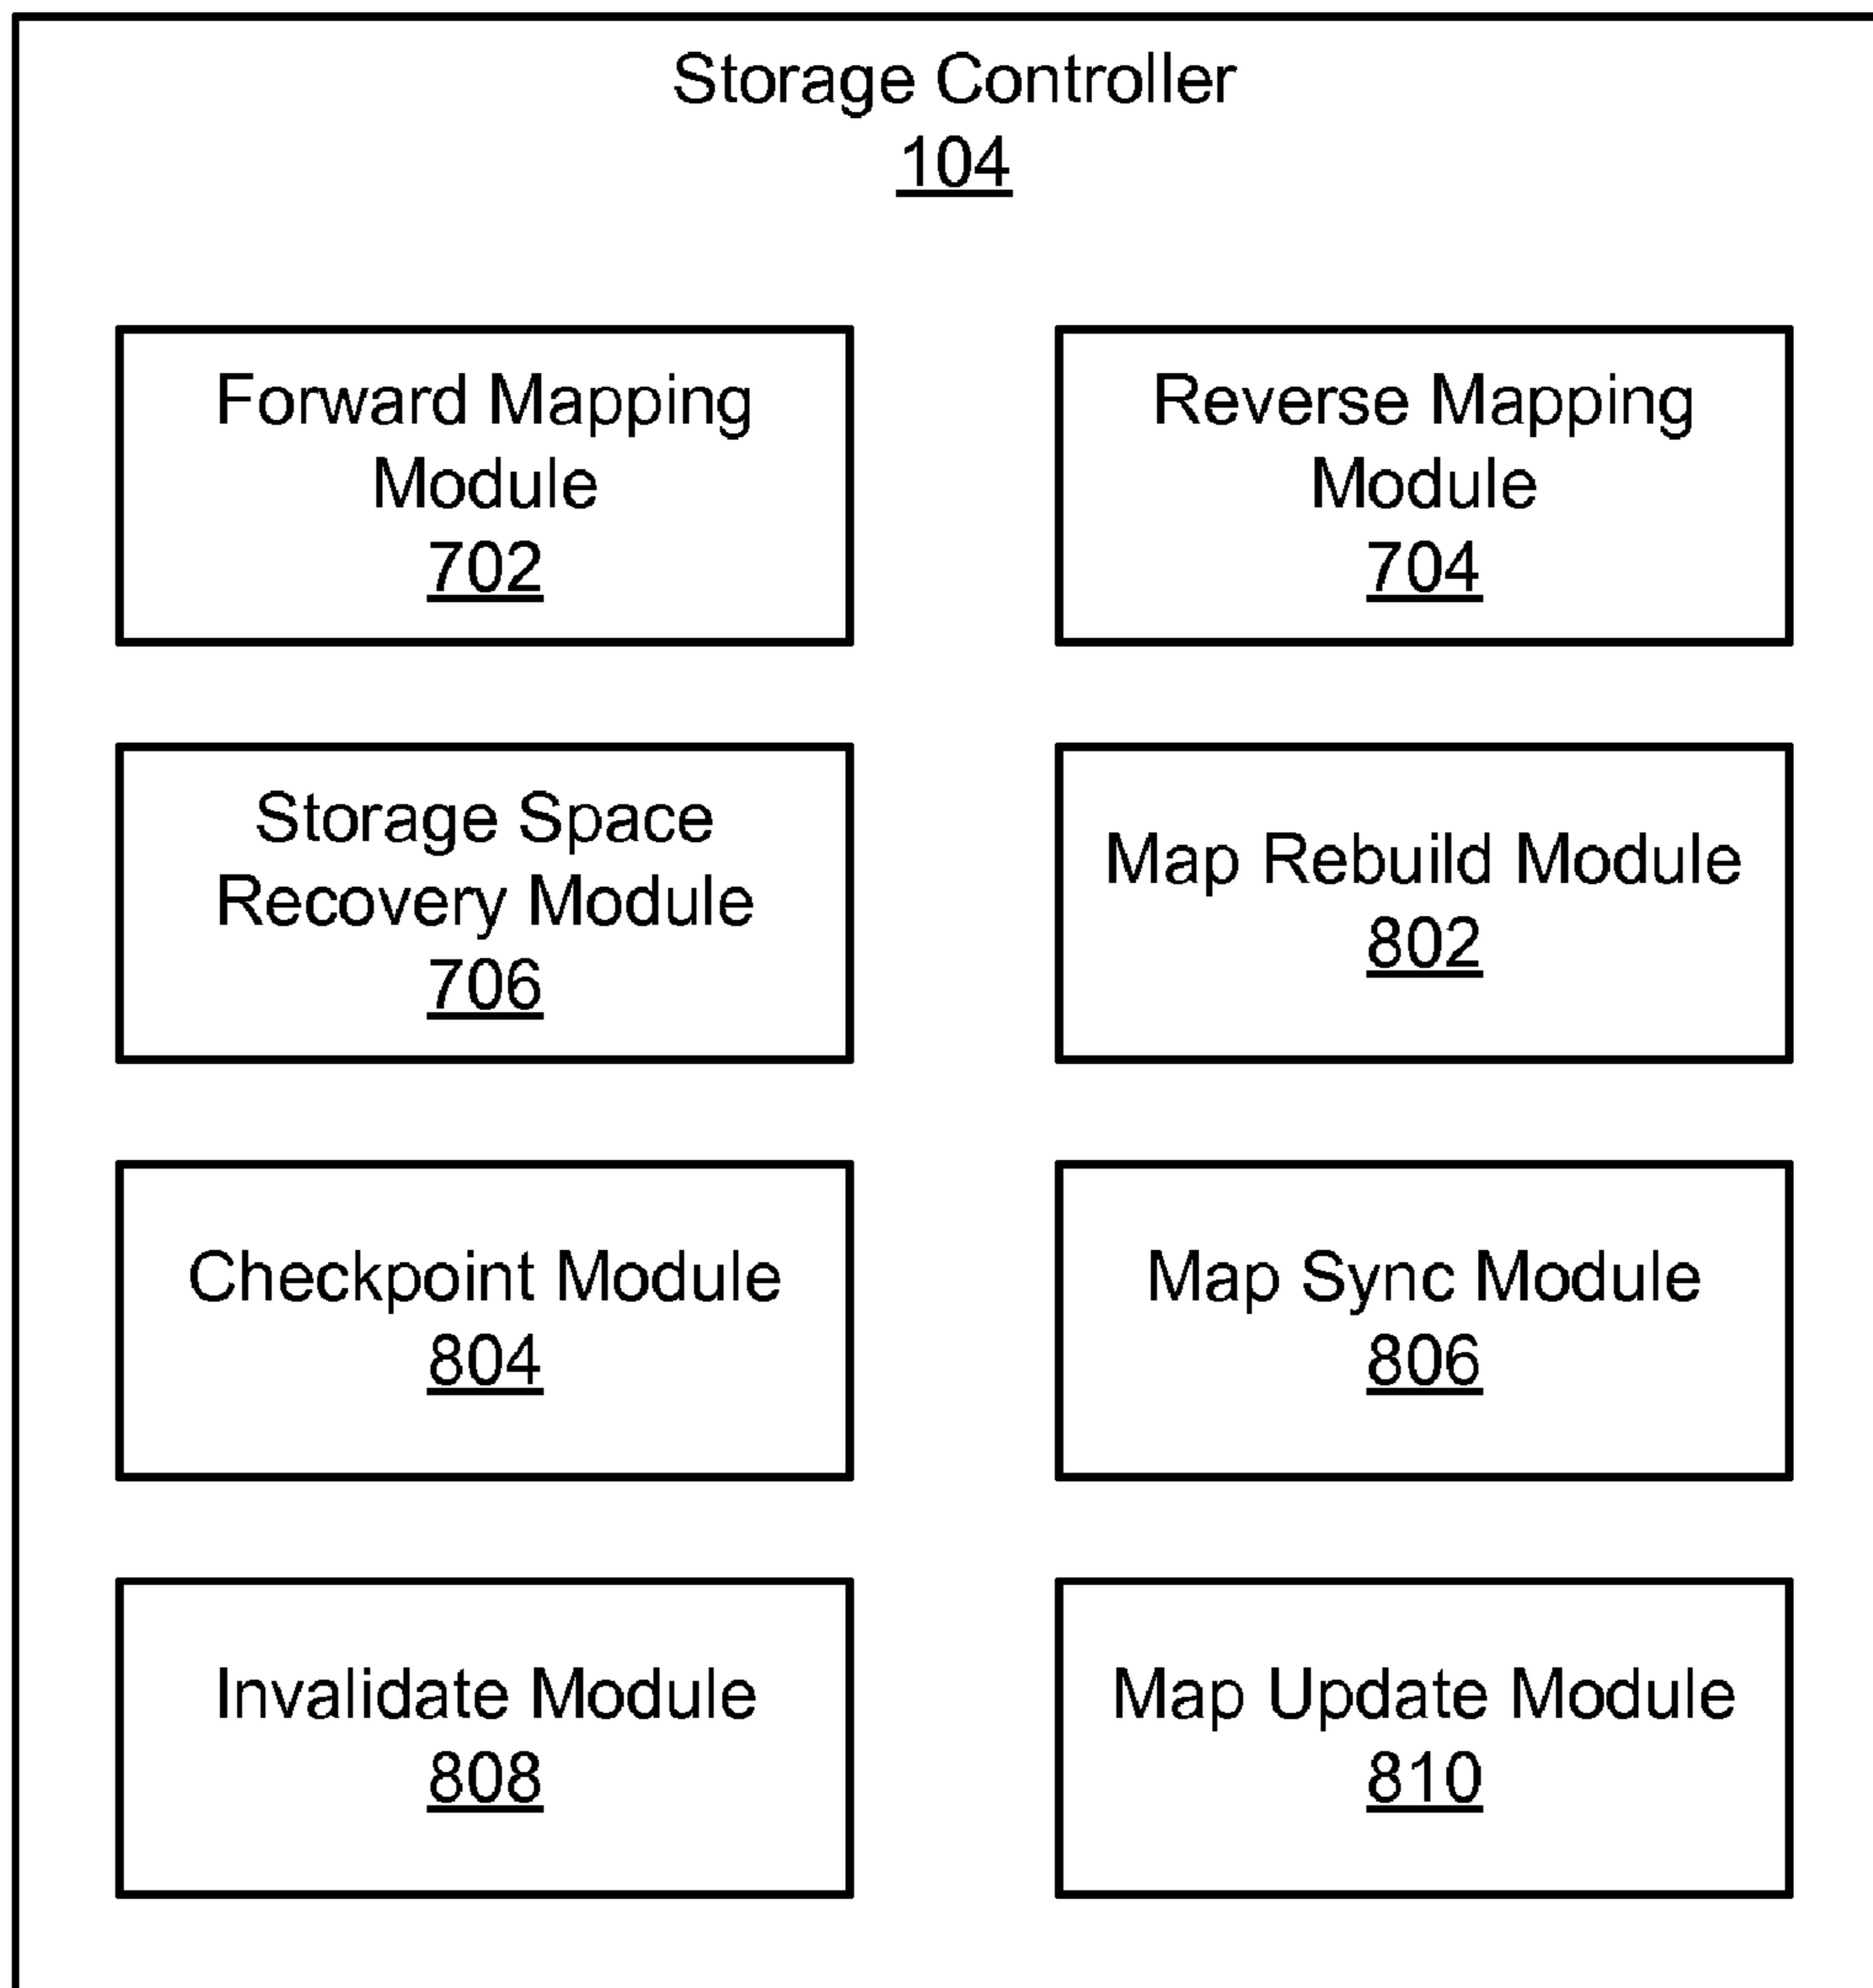 Storage Controller
104
Forward Mapping
Module
702
Reverse Mapping
Module
704
Storage Space
Recovery Module
706
Map Rebuild Module
802
Checkpoint Module
804
Map Sync Module
806
Invalidate Module
808
Map Update Module
810